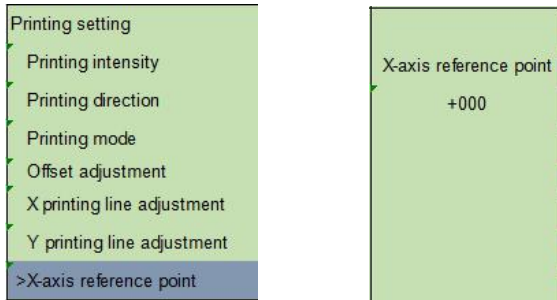 Printing setting
Printing intensity
Printing direction
Printing mode
Offset adjustment
X printing line adjustment
Y printing line adjustment
>X-axis reference point
X-axis reference point
+000